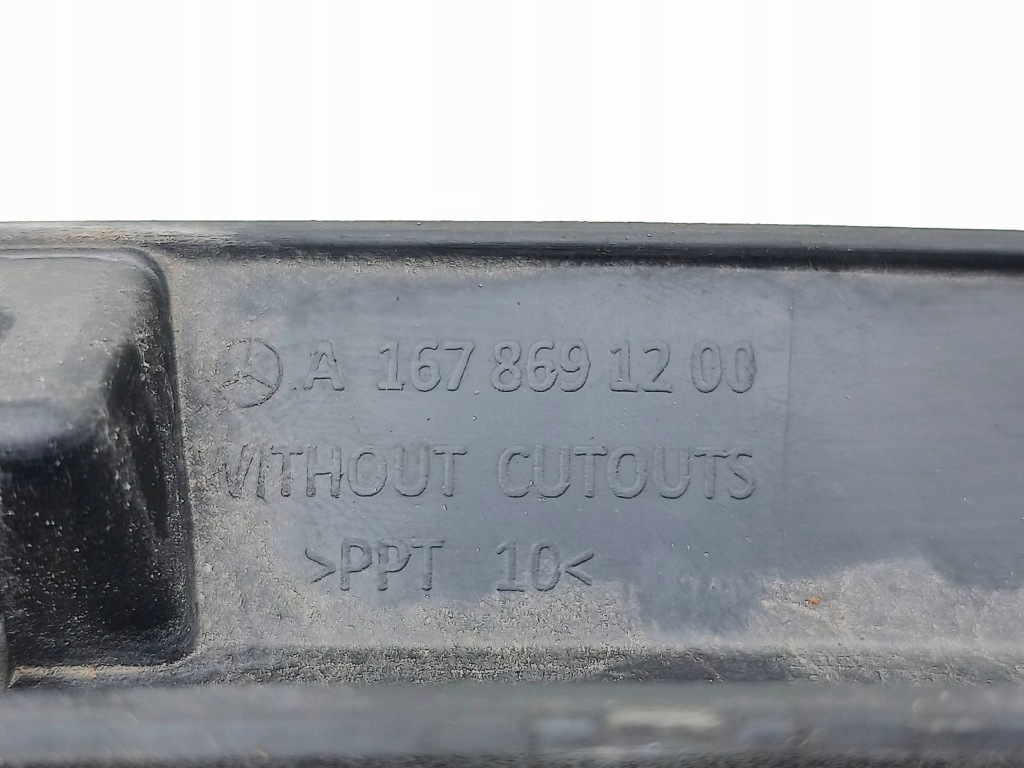 A 167 869 12 00
WITHOUT CUTOUTS
>PPT 10<